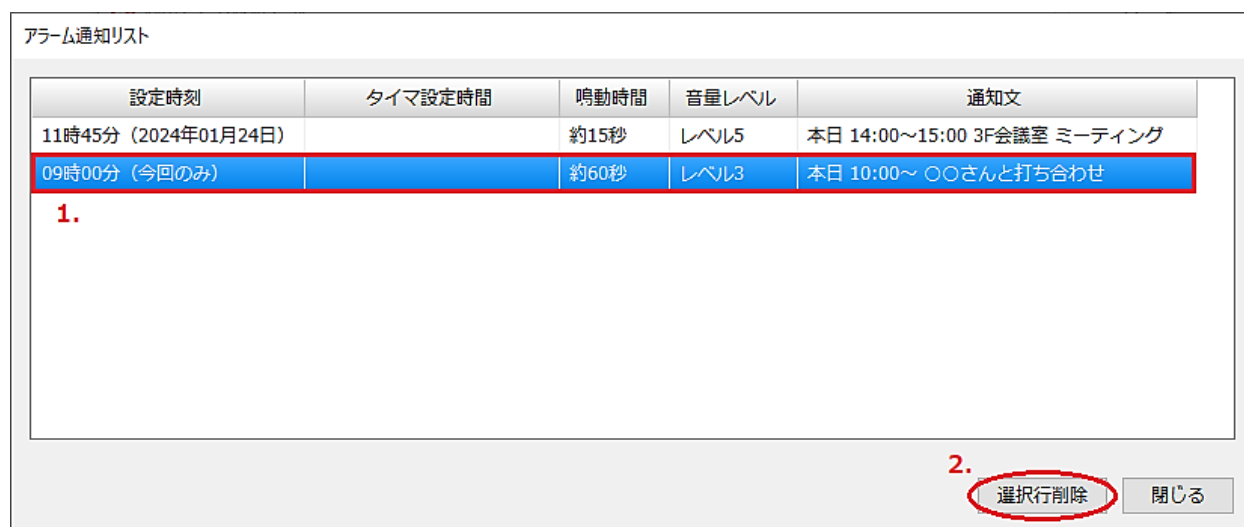 アラーム通知リスト
設定時刻 タイマ設定時間 鳴動時間 音量レベル 通知文
11時45分（2024年01月24日） 約15秒 レベル5 本日 14:00～15:00 3F会議室 ミーティング
09時00分（今回のみ） 約60秒 レベル3 本日 10:00～ 〇〇さんと打ち合わせ
1.
2.
選択行削除 閉じる